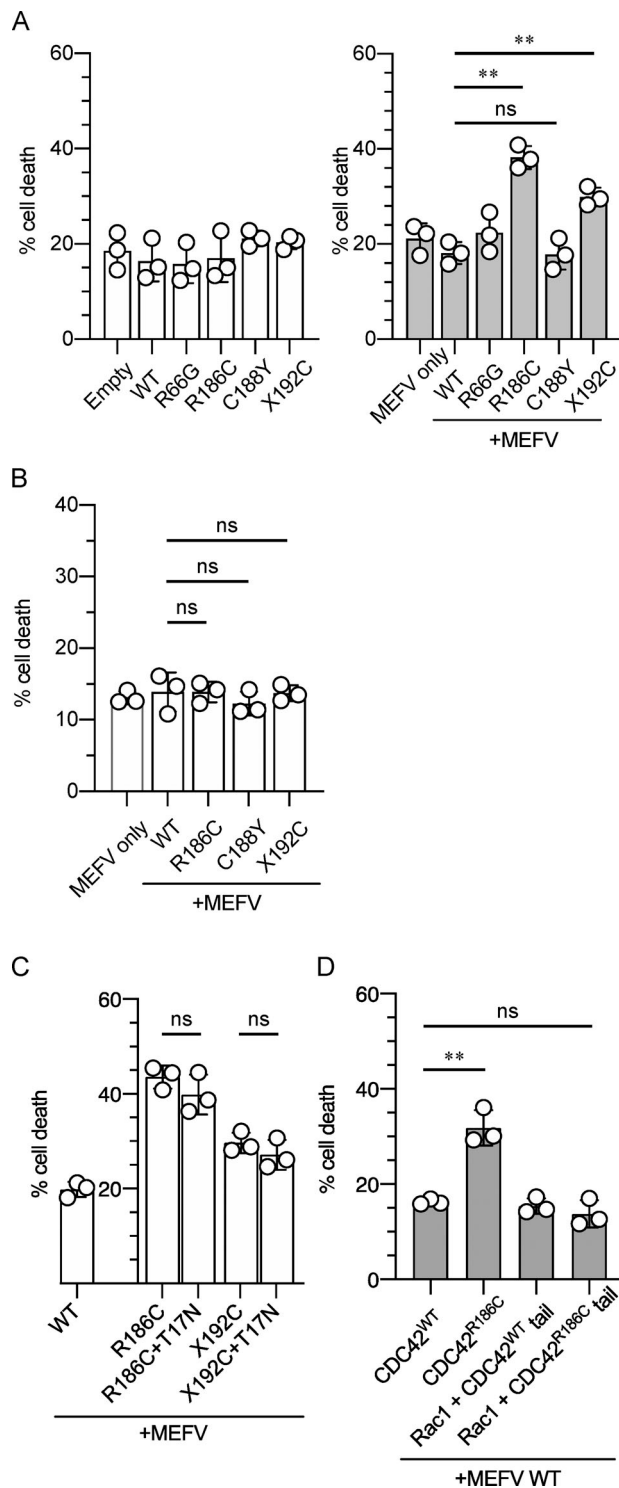 A
% cell death
60
40
20
0
Empty
WT
R66G
R186C
C188Y
X192C
% cell death
60
40
20
0
**
**
ns
MEFV only
WT
R66G
R186C
C188Y
X192C
+MEFV
B
% cell death
40
30
20
10
0
ns
ns
ns
MEFV only
WT
R186C
C188Y
X192C
+MEFV
C
% cell death
60
40
20
ns
ns
WT
R186C
R186C+T17N
X192C
X192C+T17N
+MEFV
D
% cell death
60
40
20
0
ns
**
CDC42WT
CDC42R186C
Rac1 + CDC42WT tail
Rac1 + CDC42R186C tail
+MEFV WT